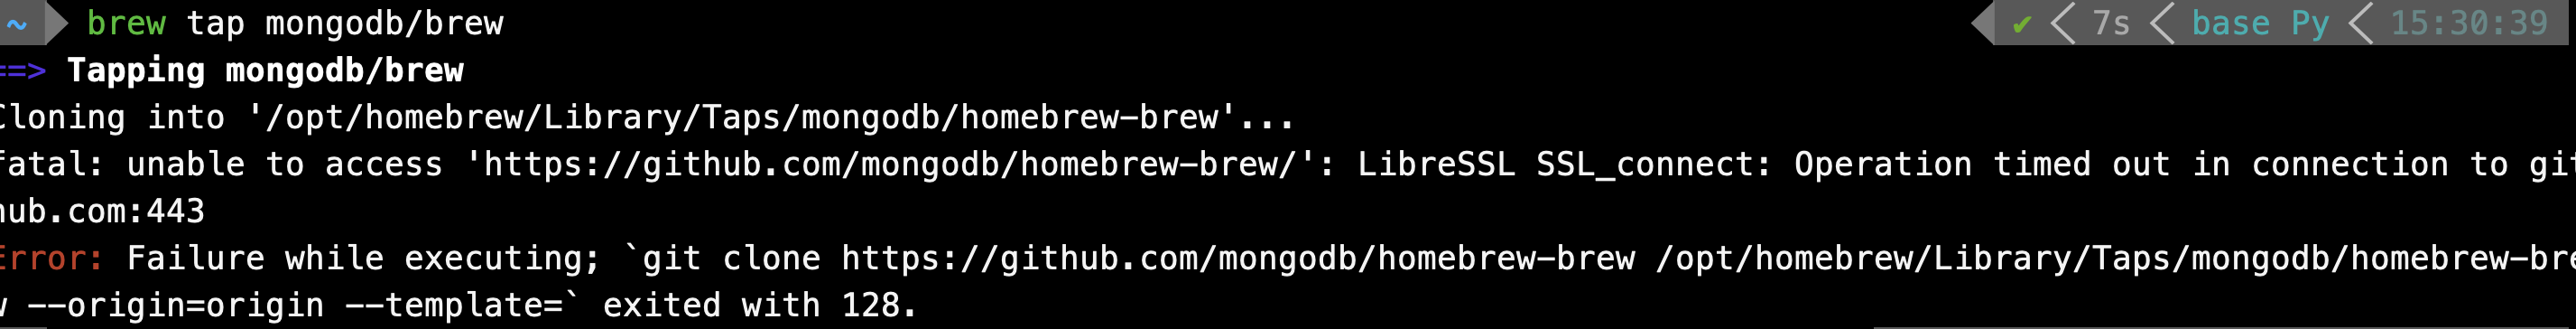 ~ brew tap mongodb/brew ✔ 7s base Py 15:30:39
==> Tapping mongodb/brew
Cloning into '/opt/homebrew/Library/Taps/mongodb/homebrew-brew'...
fatal: unable to access 'https://github.com/mongodb/homebrew-brew/': LibreSSL SSL_connect: Operation timed out in connection to git
hub.com:443
Error: Failure while executing; `git clone https://github.com/mongodb/homebrew-brew /opt/homebrew/Library/Taps/mongodb/homebrew-bre
w --origin=origin --template=` exited with 128.